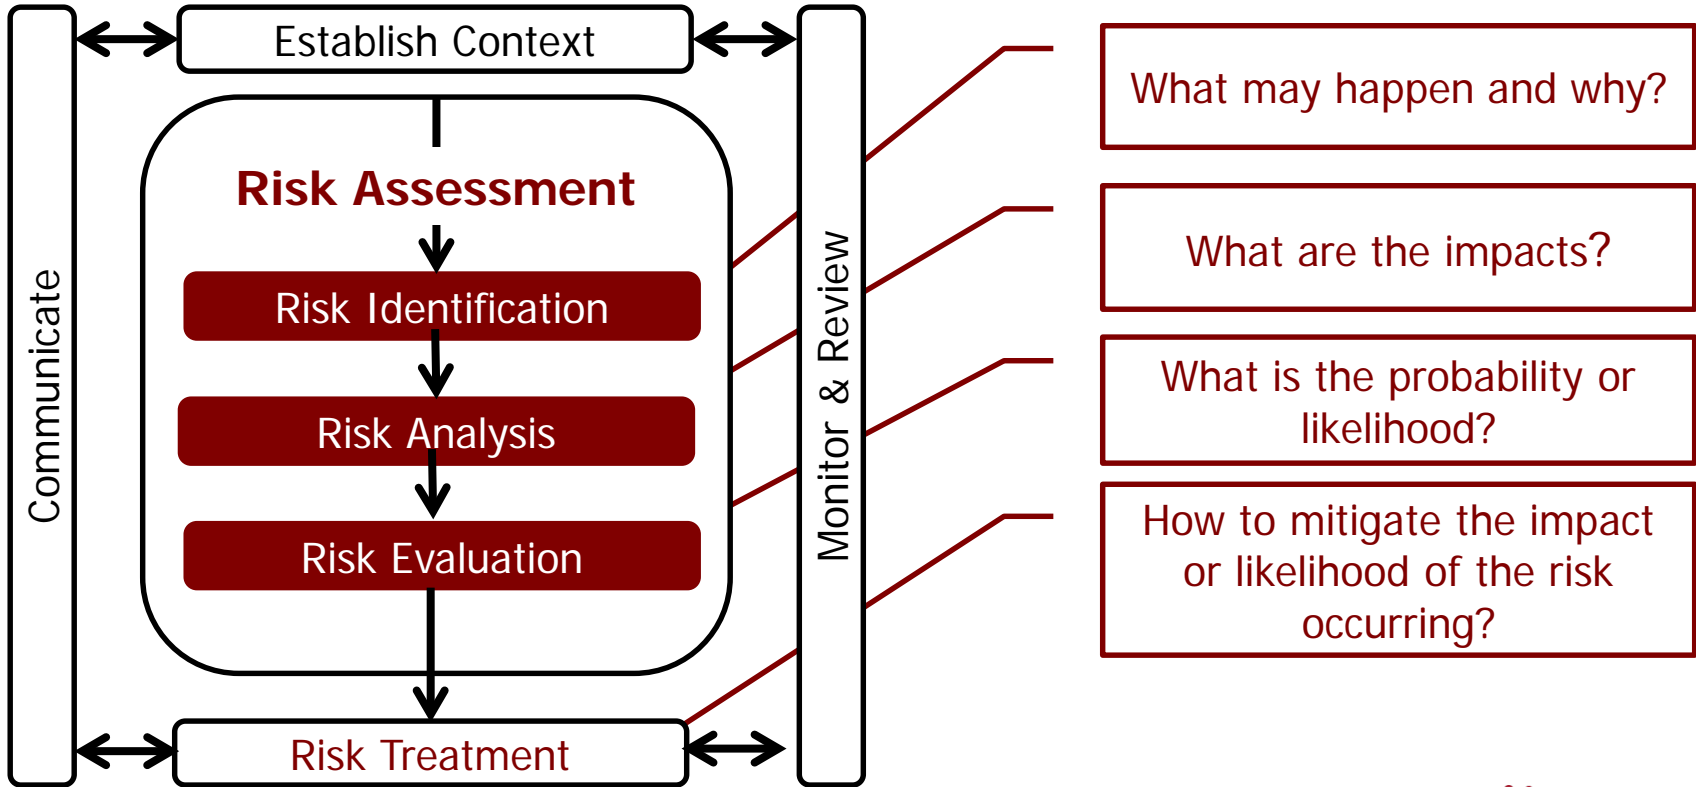 Establish Context
Risk Assessment
Risk Identification
Risk Analysis
Risk Evaluation
Risk Treatment
Communicate
Monitor & Review
What may happen and why?
What are the impacts?
What is the probability or
likelihood?
How to mitigate the impact
or likelihood of the risk
occurring?